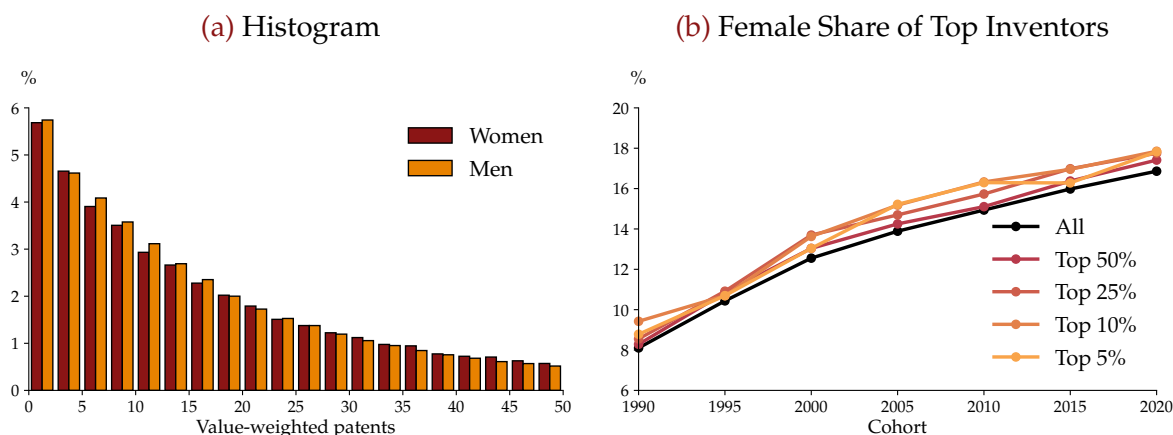 (a) Histogram
%
6
5
4
3
2
1
0
0 5 10 15 20 25 30 35 40 45 50
Value-weighted patents
Women
Men
(b) Female Share of Top Inventors
%
20
18
16
14
12
10
8
6
1990 1995 2000 2005 2010 2015 2020
Cohort
All
Top 50%
Top 25%
Top 10%
Top 5%